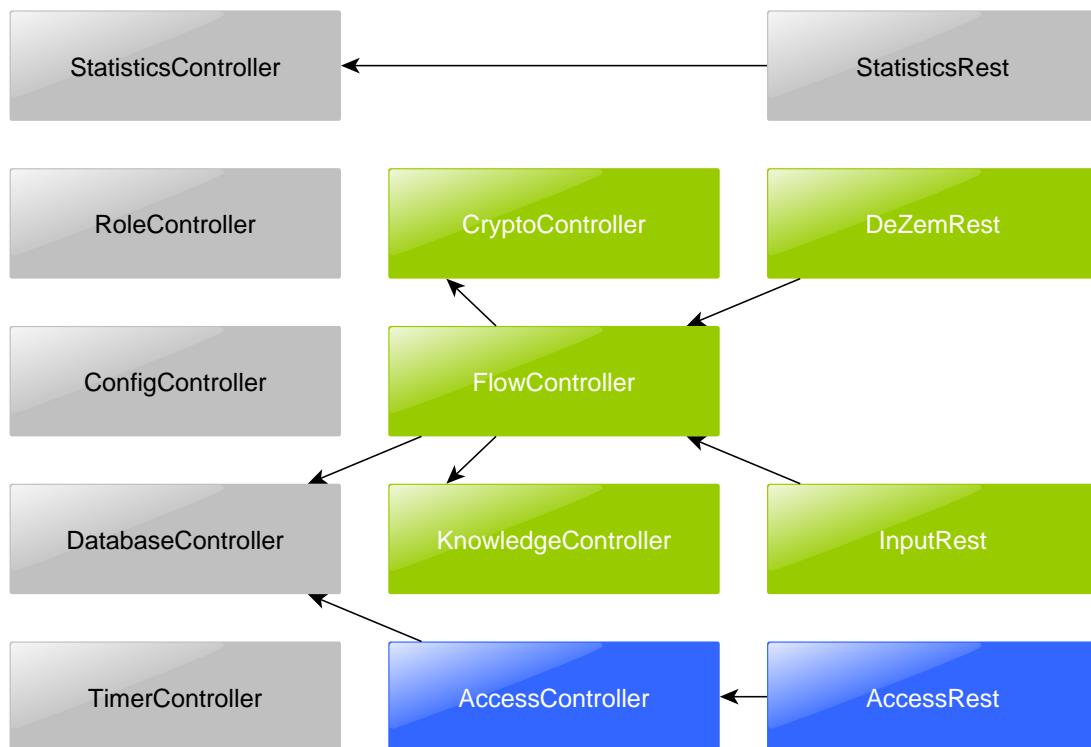 StatisticsController
StatisticsRest
RoleController
CryptoController
DeZemRest
ConfigController
FlowController
DatabaseController
KnowledgeController
InputRest
TimerController
AccessController
AccessRest